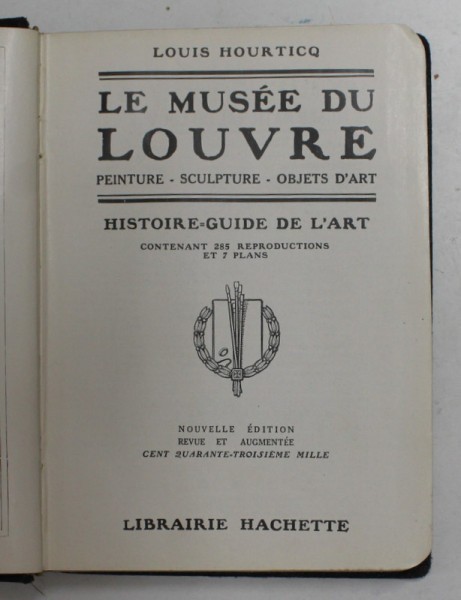 LOUIS HOURTICQ
LE MUSÉE DU
LOUVRE
PEINTURE - SCULPTURE - OBJETS D'ART
HISTOIRE=GUIDE DE L'ART
CONTENANT 285 REPRODUCTIONS
ET 7 PLANS
NOUVELLE ÉDITION
REVUE ET AUGMENTÉE
CENT QUARANTE-TROISIÈME MILLE
LIBRAIRIE HACHETTE